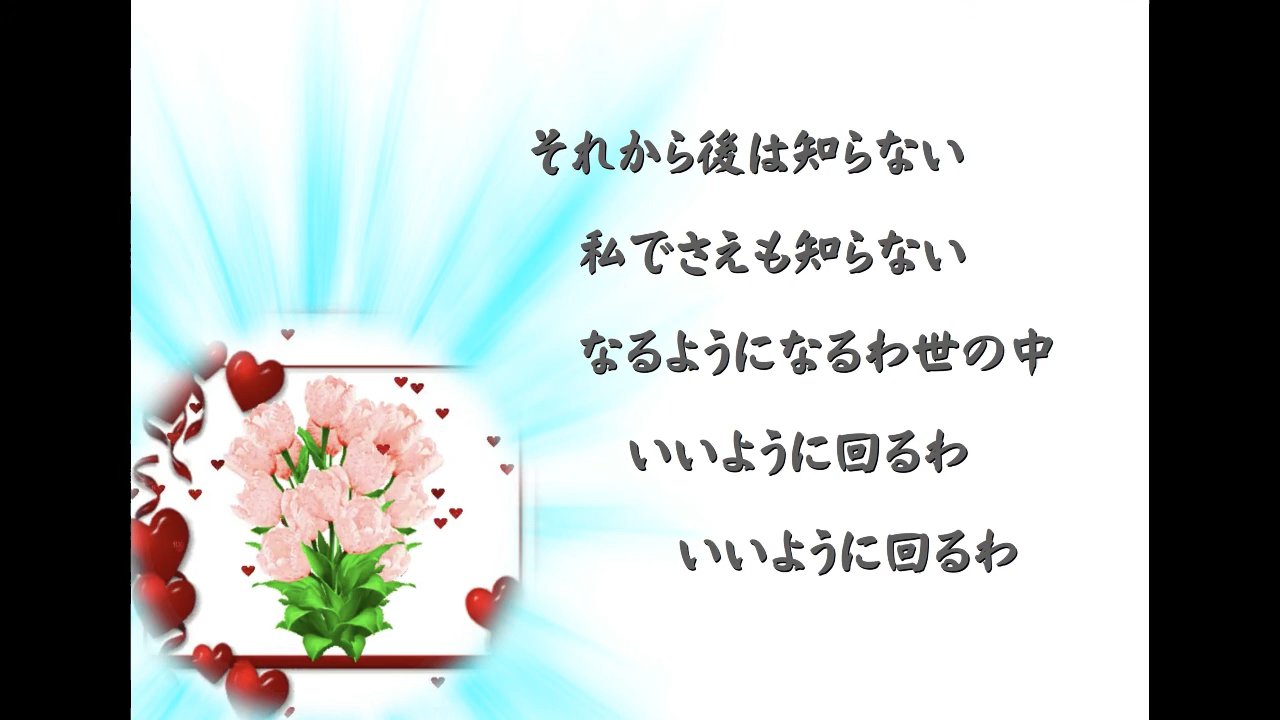 それから後は知らない
私でさえも知らない
なるようになるわ世の中
いいように回るわ
いいように回るわ